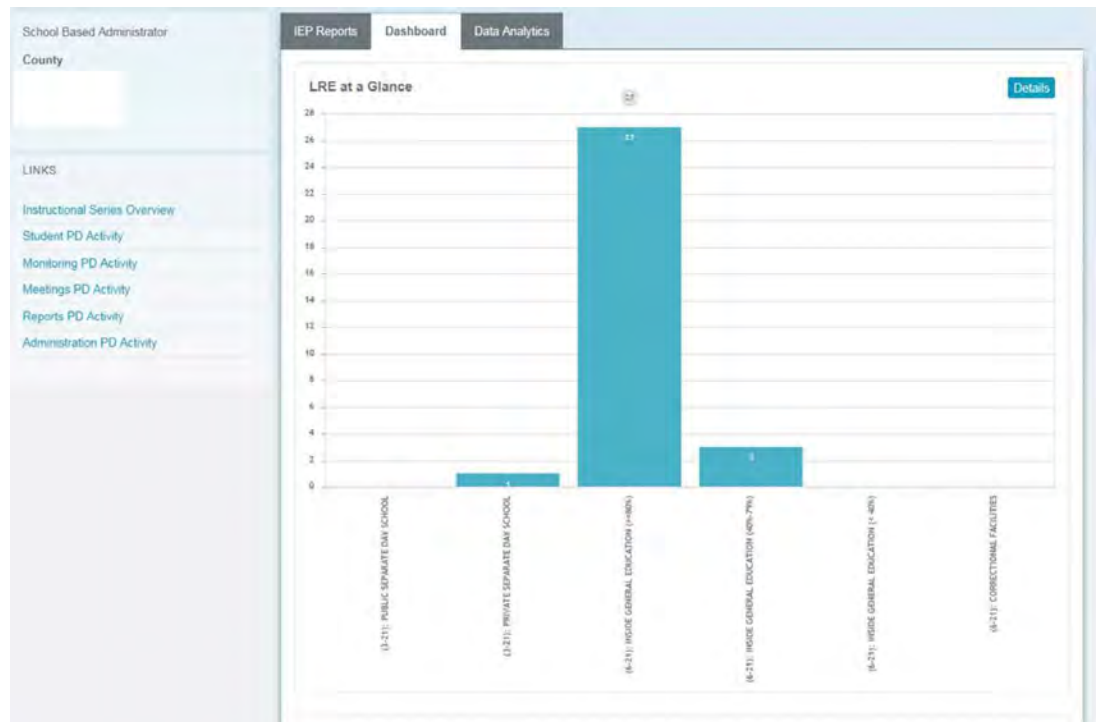 School Based Administrator
County
LINKS
Instructional Series Overview
Student PD Activity
Monitoring PD Activity
Meetings PD Activity
Reports PD Activity
Administration PD Activity
IEP Reports
Dashboard
Data Analytics
LRE at a Glance
Details
28
26
24
22
20
18
16
14
12
10
8
6
4
2
0
1
27
3
(3-21): PUBLIC SEPARATE DAY SCHOOL
(3-21): PRIVATE SEPARATE DAY SCHOOL
(6-21): INSIDE GENERAL EDUCATION (>=80%)
(6-21): INSIDE GENERAL EDUCATION (40%-79%)
(6-21): INSIDE GENERAL EDUCATION (< 40%)
(6-21): CORRECTIONAL FACILITIES